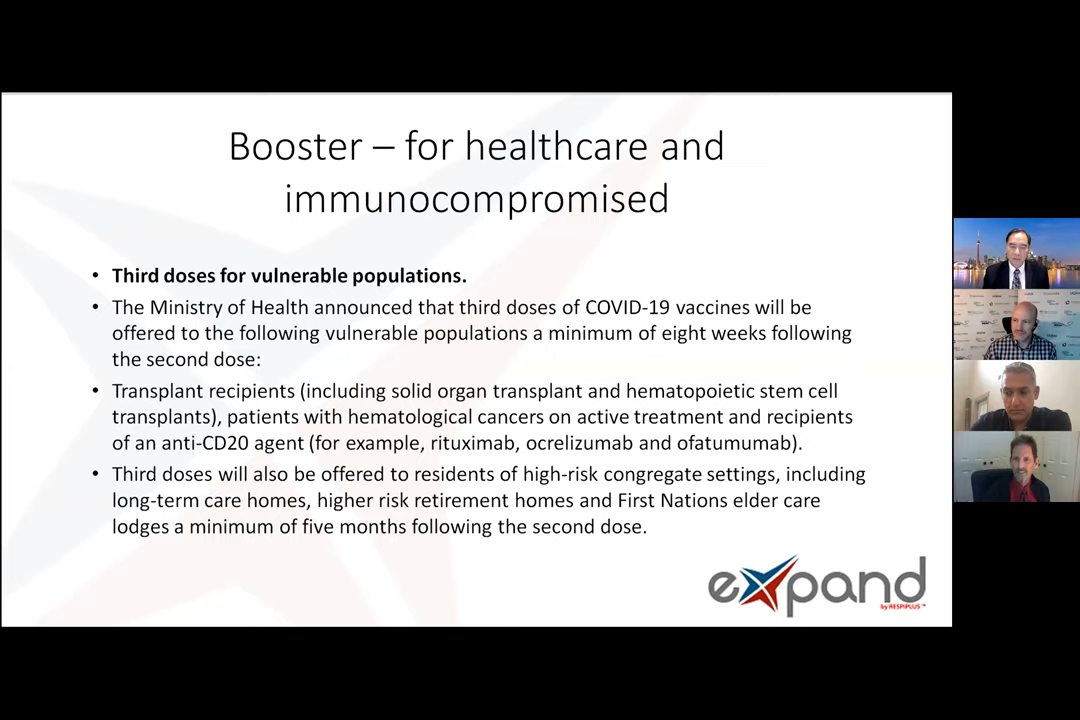 Booster – for healthcare and
immunocompromised
• Third doses for vulnerable populations.
• The Ministry of Health announced that third doses of COVID-19 vaccines will be
offered to the following vulnerable populations a minimum of eight weeks following
the second dose:
• Transplant recipients (including solid organ transplant and hematopoietic stem cell
transplants), patients with hematological cancers on active treatment and recipients
of an anti-CD20 agent (for example, rituximab, ocrelizumab and ofatumumab).
• Third doses will also be offered to residents of high-risk congregate settings, including
long-term care homes, higher risk retirement homes and First Nations elder care
lodges a minimum of five months following the second dose.
expand
by RESPIPLUS™